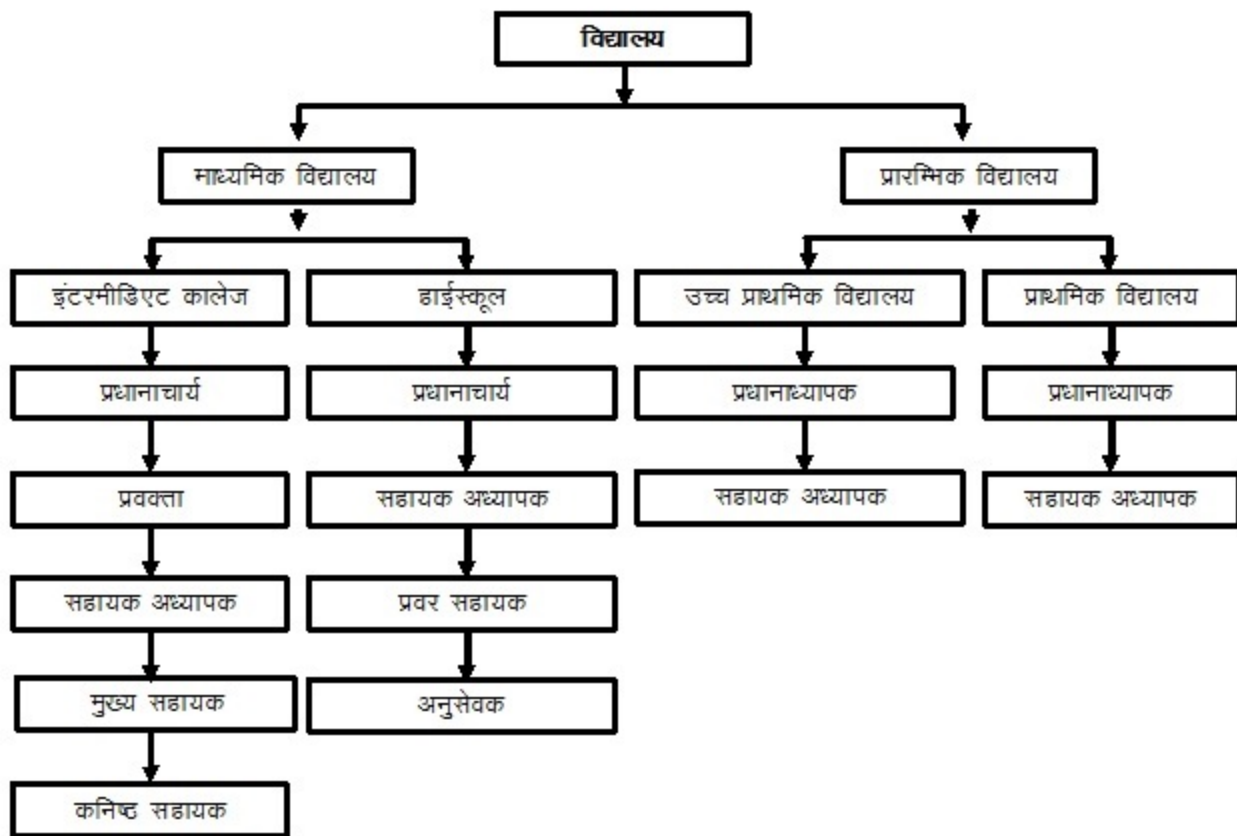 विद्यालय
माध्यमिक विद्यालय
प्रारम्भिक विद्यालय
इंटरमीडिएट कालेज
हाईस्कूल
उच्च प्राथमिक विद्यालय
प्राथमिक विद्यालय
प्रधानाचार्य
प्रधानाचार्य
प्रधानाध्यापक
प्रधानाध्यापक
प्रवक्ता
सहायक अध्यापक
सहायक अध्यापक
सहायक अध्यापक
सहायक अध्यापक
प्रवर सहायक
मुख्य सहायक
अनुसेवक
कनिष्ठ सहायक